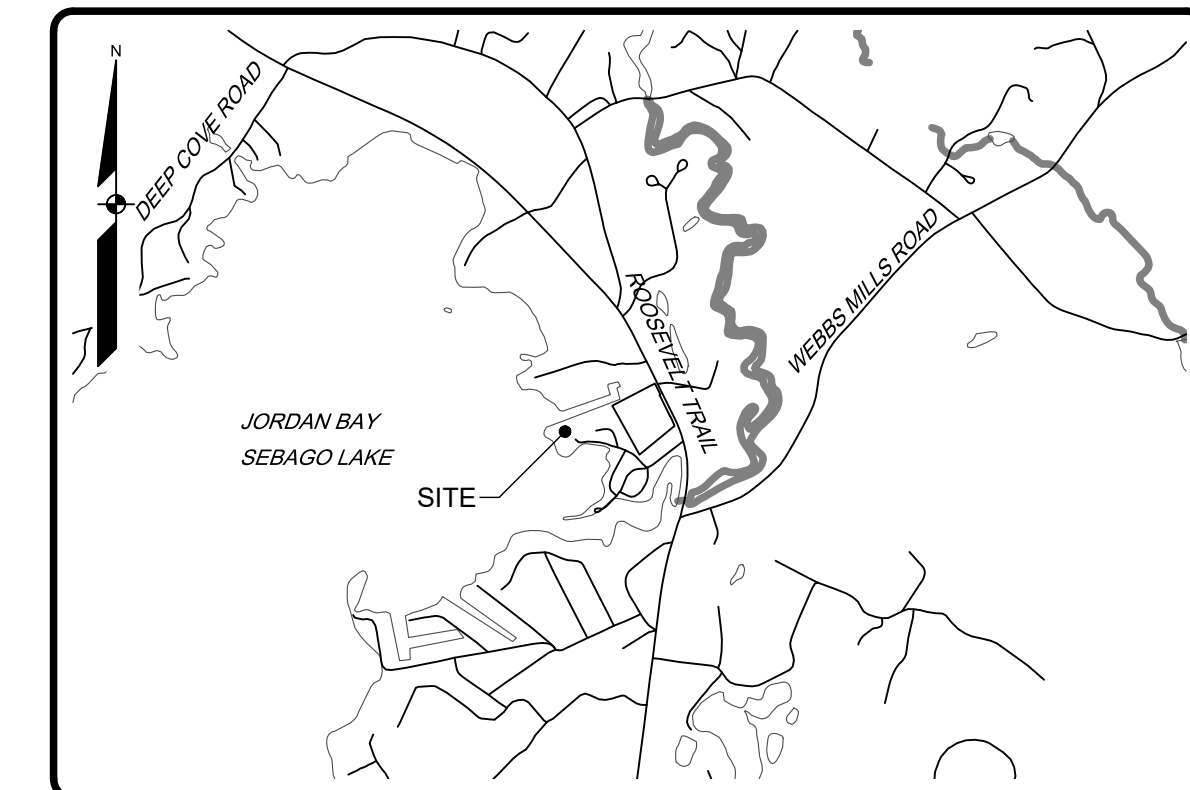 N
DEEP COVE ROAD
ROOSEVELT TRAIL
WEBBS MILLS ROAD
JORDAN BAY
SEBAGO LAKE
SITE